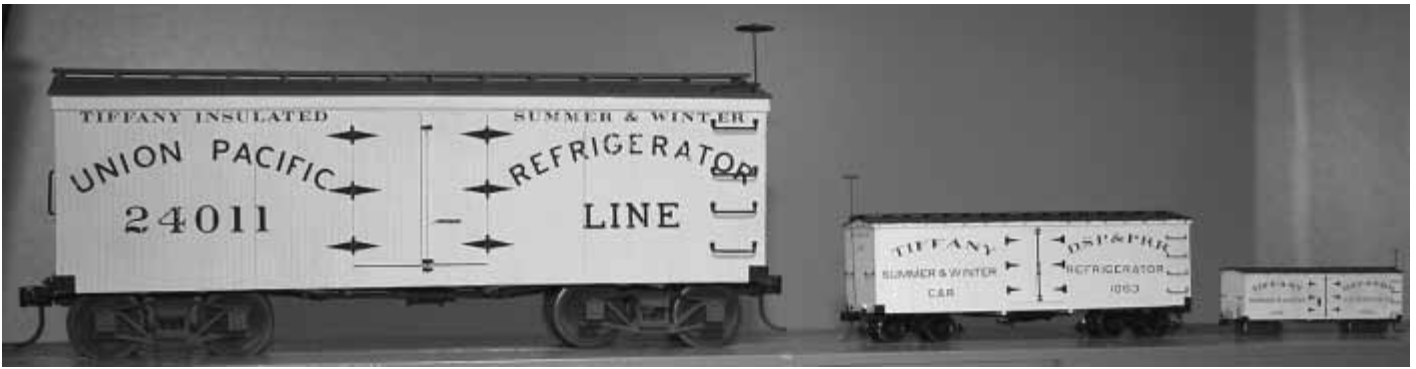 TIFFANY INSULATED
UNION PACIFIC
24011
SUMMER & WINTER
REFRIGERATOR
LINE
TIFFANY
SUMMER & WINTER
CAR
DSP&PRR
REFRIGERATOR
1063
TIFFANY